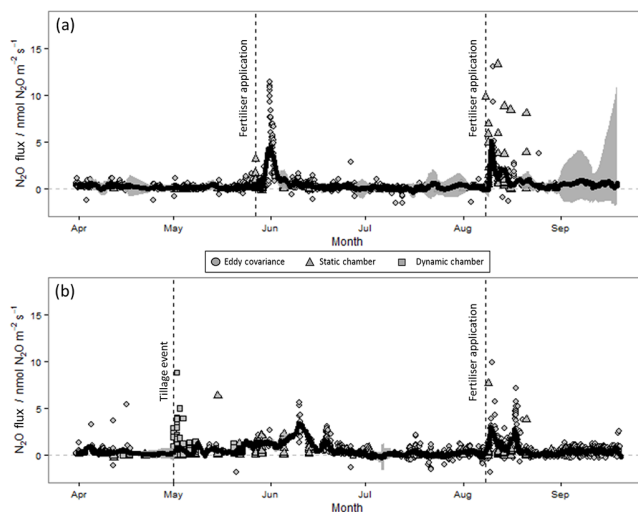 (a)
N₂O flux / nmol N₂O m⁻² s⁻¹
15
10
5
0
Fertiliser application
Fertiliser application
Apr May Jun Jul Aug Sep
Month
Eddy covariance Static chamber Dynamic chamber
(b)
N₂O flux / nmol N₂O m⁻² s⁻¹
15
10
5
0
Tillage event
Fertiliser application
Apr May Jun Jul Aug Sep
Month